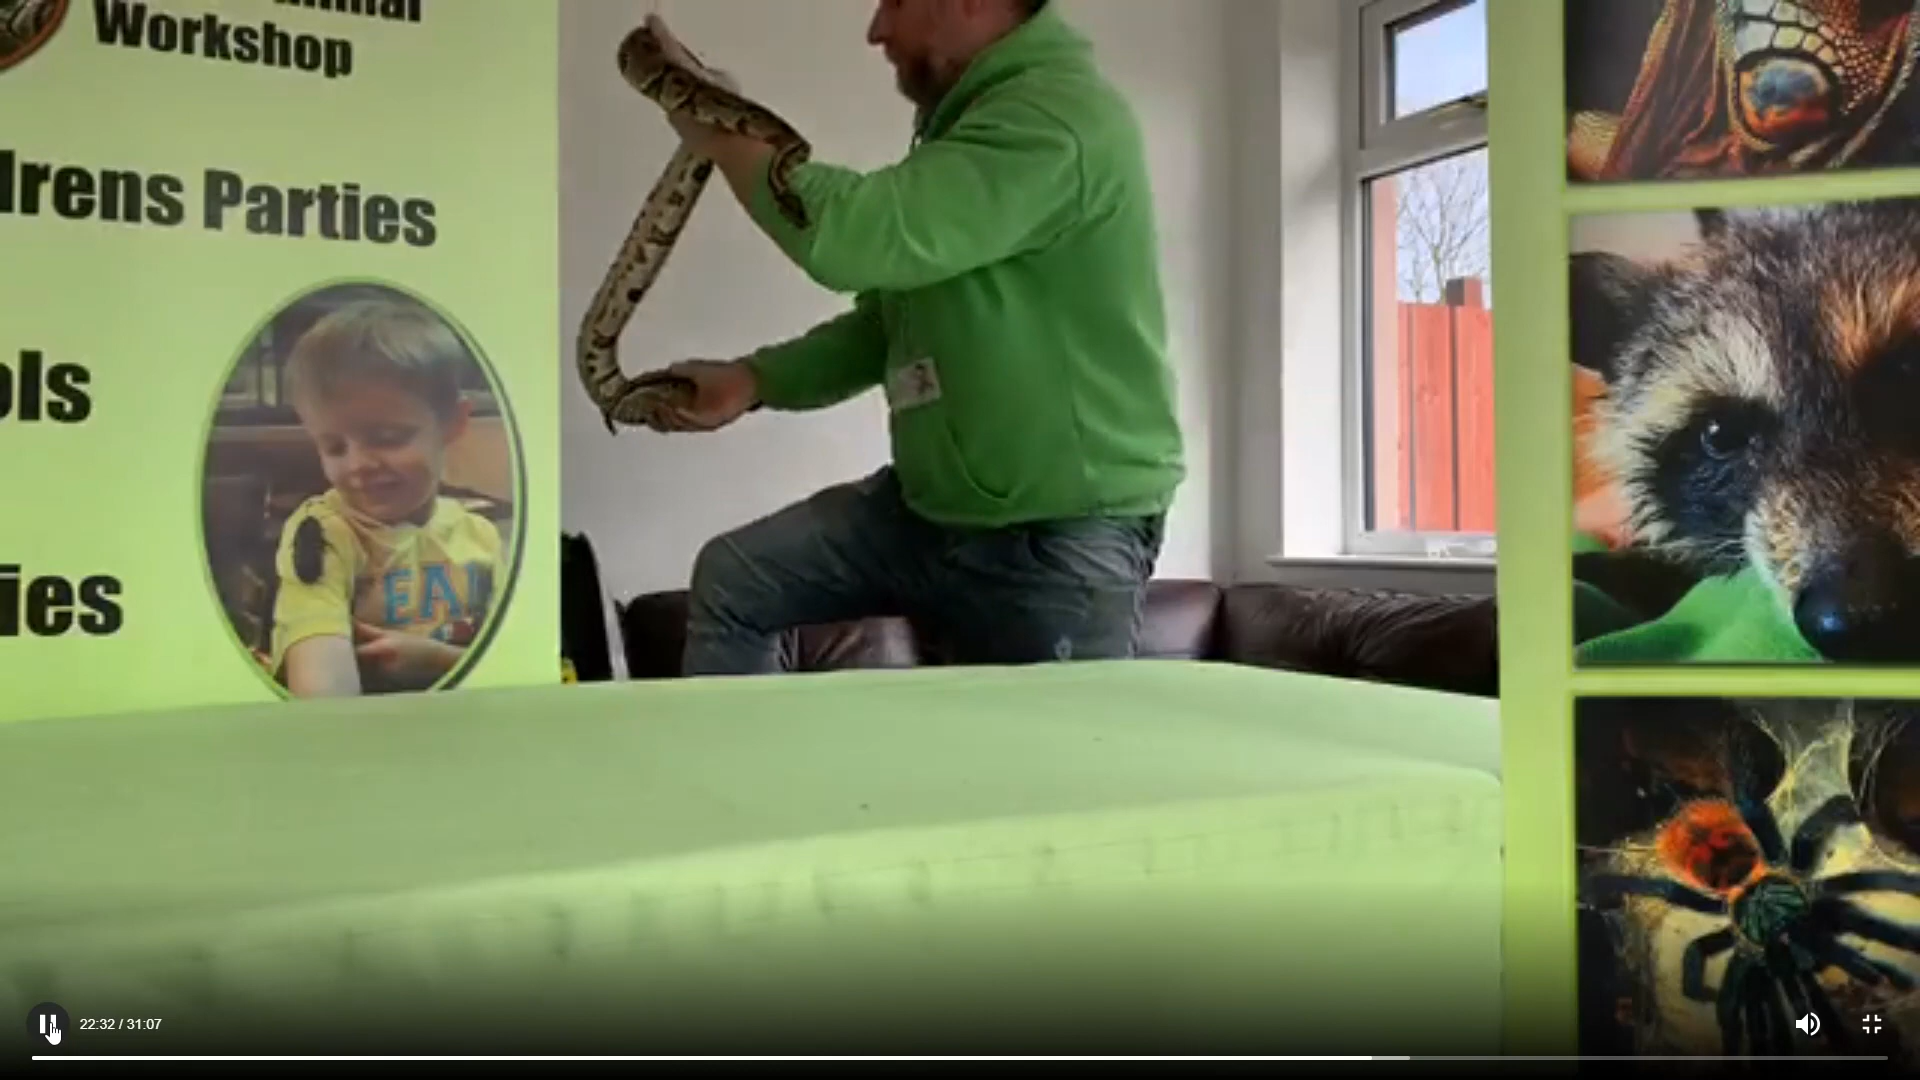 Workshop
drens Parties
ols
ies
EA
22:32 / 31:07